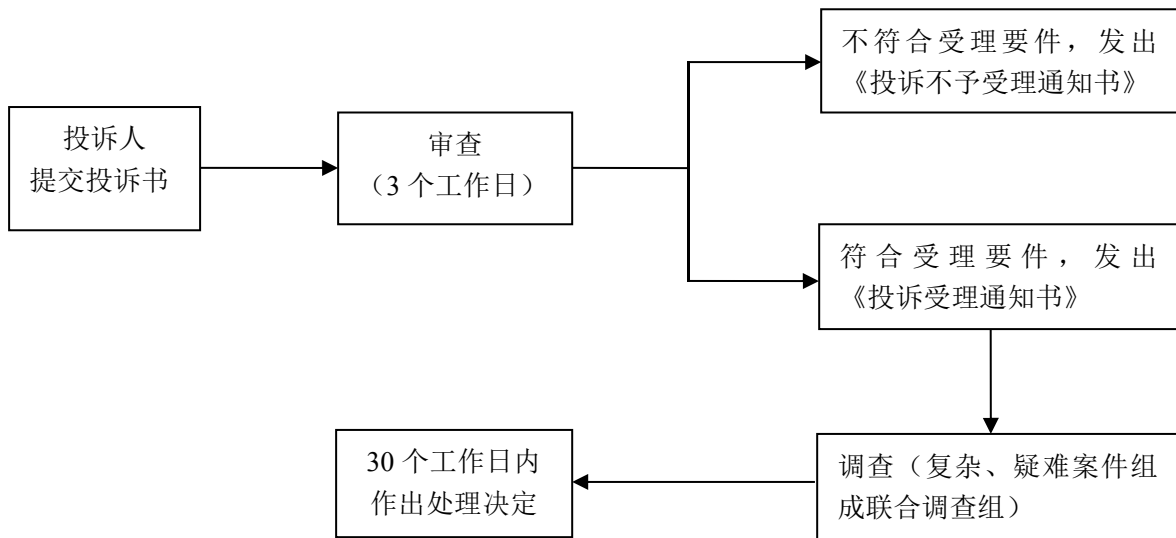 投诉人
提交投诉书
审查
（3 个工作日）
不符合受理要件，发出
《投诉不予受理通知书》
符合受理要件，发出
《投诉受理通知书》
调查（复杂、疑难案件组
成联合调查组）
30 个工作日内
作出处理决定